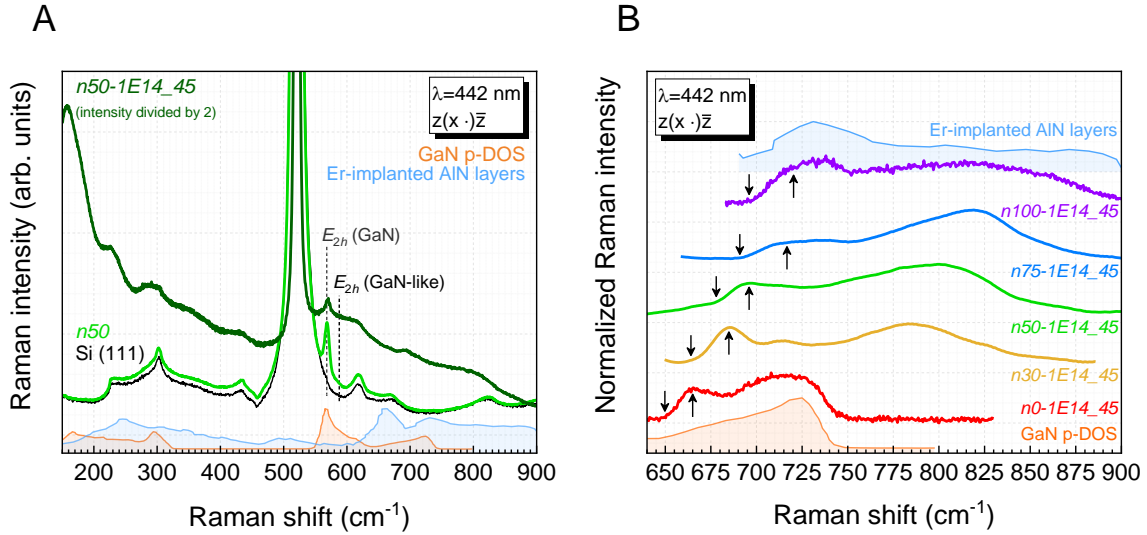 A
B
Raman intensity (arb. units)
n50-1E14_45
(intensity divided by 2)
λ=442 nm
z(x ·)z̄
GaN p-DOS
Er-implanted AlN layers
E2h (GaN)
E2h (GaN-like)
n50
Si (111)
200 300 400 500 600 700 800 900
Raman shift (cm-1)
Normalized Raman intensity
λ=442 nm
z(x ·)z̄
Er-implanted AlN layers
n100-1E14_45
n75-1E14_45
n50-1E14_45
n30-1E14_45
n0-1E14_45
GaN p-DOS
650 675 700 725 750 775 800 825 850 875 900
Raman shift (cm-1)